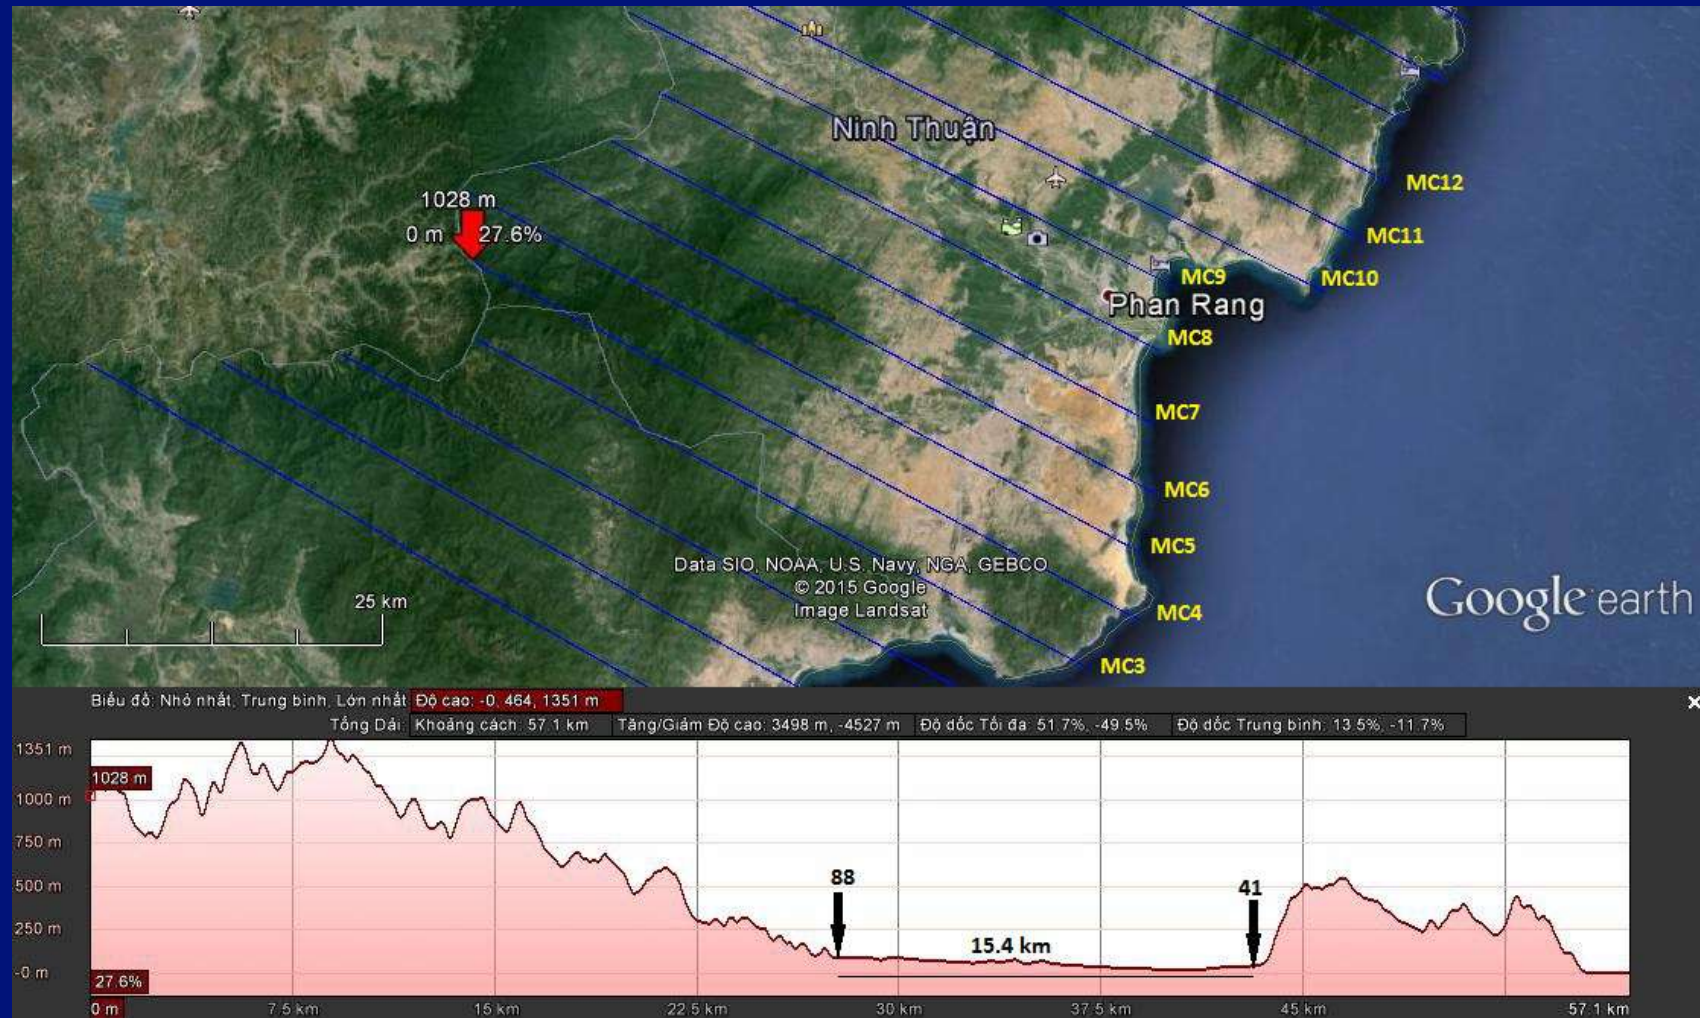 Ninh Thuận
MC12
1028 m
0 m 27.6%
MC11
MC9
MC10
Phan Rang
MC8
MC7
MC6
MC5
Data SIO, NOAA, U.S. Navy, NGA, GEBCO
© 2015 Google
Image Landsat
Google earth
25 km
MC4
MC3
Biểu đồ: Nhỏ nhất, Trung bình, Lớn nhất Độ cao: -0, 464, 1351 m
Tổng Dải: Khoảng cách: 57.1 km Tăng/Giảm Độ cao: 3498 m, -4527 m Độ dốc Tối đa: 51.7%, -49.5% Độ dốc Trung bình: 13.5%, -11.7%
1351 m
1028 m
1000 m
750 m
500 m
250 m
-0 m
88
41
15.4 km
27.6%
0 m 7.5 km 15 km 22.5 km 30 km 37.5 km 45 km 57.1 km